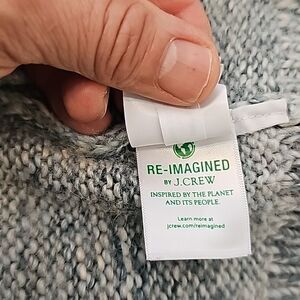 RE-IMAGINED
BY J.CREW
INSPIRED BY THE PLANET
AND ITS PEOPLE.
Learn more at
jcrew.com/reimagined